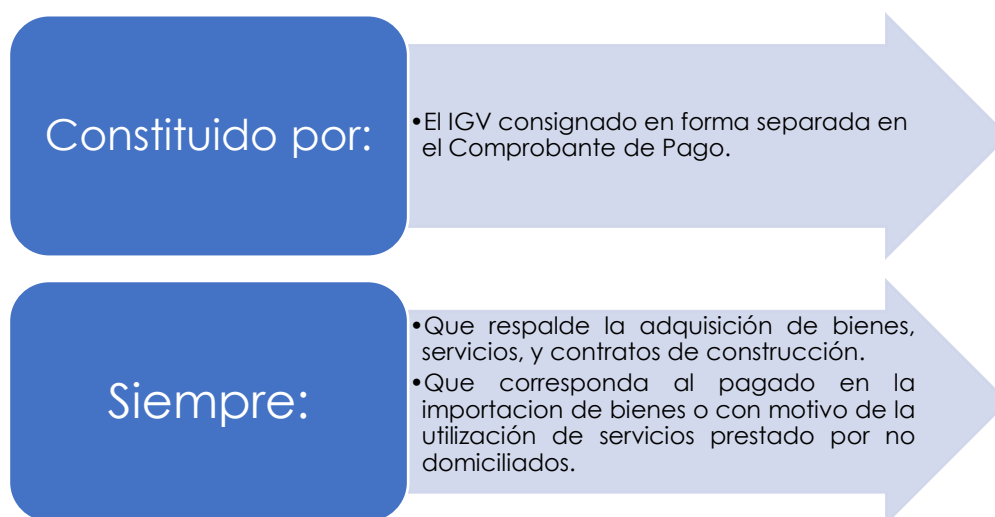 Constituido por:
•El IGV consignado en forma separada en
el Comprobante de Pago.
Siempre:
•Que respalde la adquisición de bienes,
servicios, y contratos de construcción.
•Que corresponda al pagado en la
importacion de bienes o con motivo de la
utilización de servicios prestado por no
domiciliados.